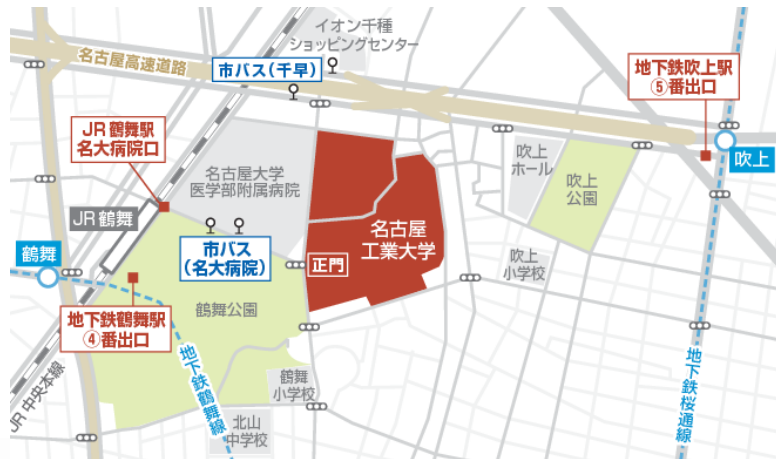 イオン千種
ショッピングセンター
名古屋高速道路
市バス(千早)
地下鉄吹上駅
⑤番出口
JR鶴舞駅
名大病院口
名古屋大学
医学部附属病院
吹上
ホール
吹上
公園
吹上
JR鶴舞
名古屋
工業大学
市バス
(名大病院)
正門
鶴舞
吹上
小学校
地下鉄鶴舞駅
④番出口
鶴舞公園
地下鉄鶴舞線
地下鉄桜通線
JR中央本線
鶴舞
小学校
北山
中学校